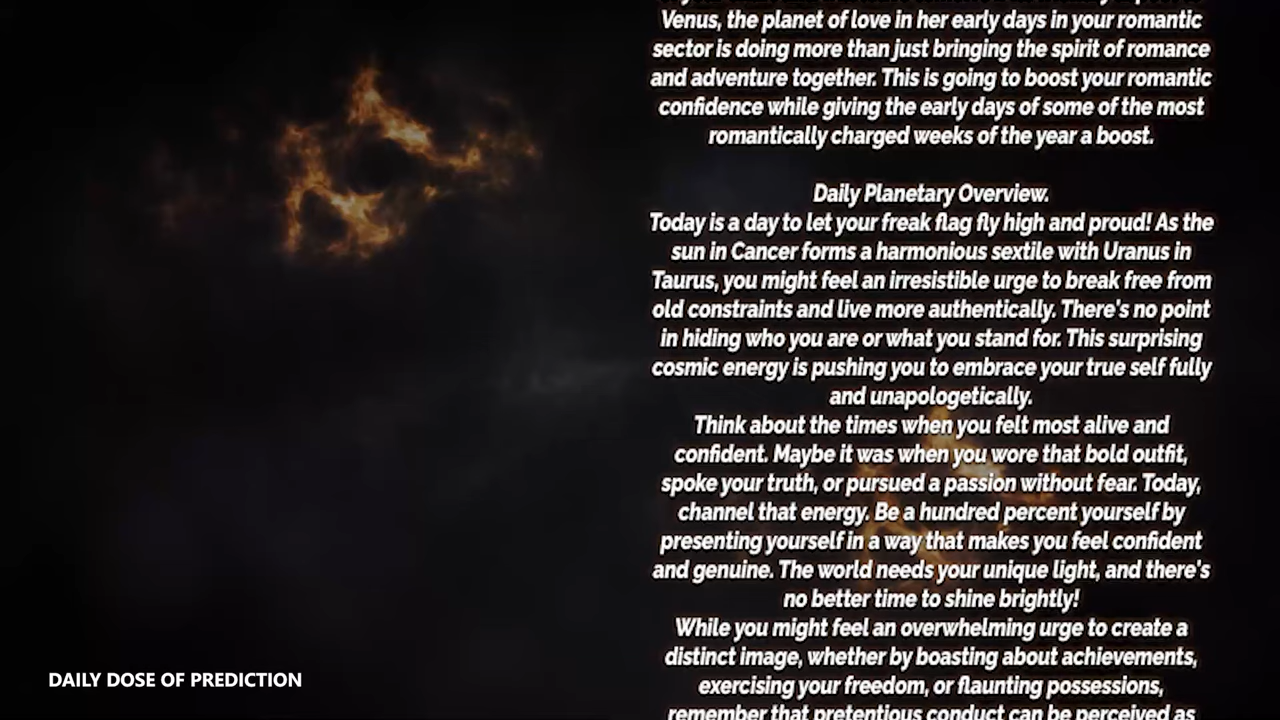 Venus, the planet of love in her early days in your romantic
sector is doing more than just bringing the spirit of romance
and adventure together. This is going to boost your romantic
confidence while giving the early days of some of the most
romantically charged weeks of the year a boost.
Daily Planetary Overview.
Today is a day to let your freak flag fly high and proud! As the
sun in Cancer forms a harmonious sextile with Uranus in
Taurus, you might feel an irresistible urge to break free from
old constraints and live more authentically. There's no point
in hiding who you are or what you stand for. This surprising
cosmic energy is pushing you to embrace your true self fully
and unapologetically.
Think about the times when you felt most alive and
confident. Maybe it was when you wore that bold outfit,
spoke your truth, or pursued a passion without fear. Today,
channel that energy. Be a hundred percent yourself by
presenting yourself in a way that makes you feel confident
and genuine. The world needs your unique light, and there's
no better time to shine brightly!
While you might feel an overwhelming urge to create a
distinct image, whether by boasting about achievements,
exercising your freedom, or flaunting possessions,
remember that pretentious conduct can be perceived as
DAILY DOSE OF PREDICTION